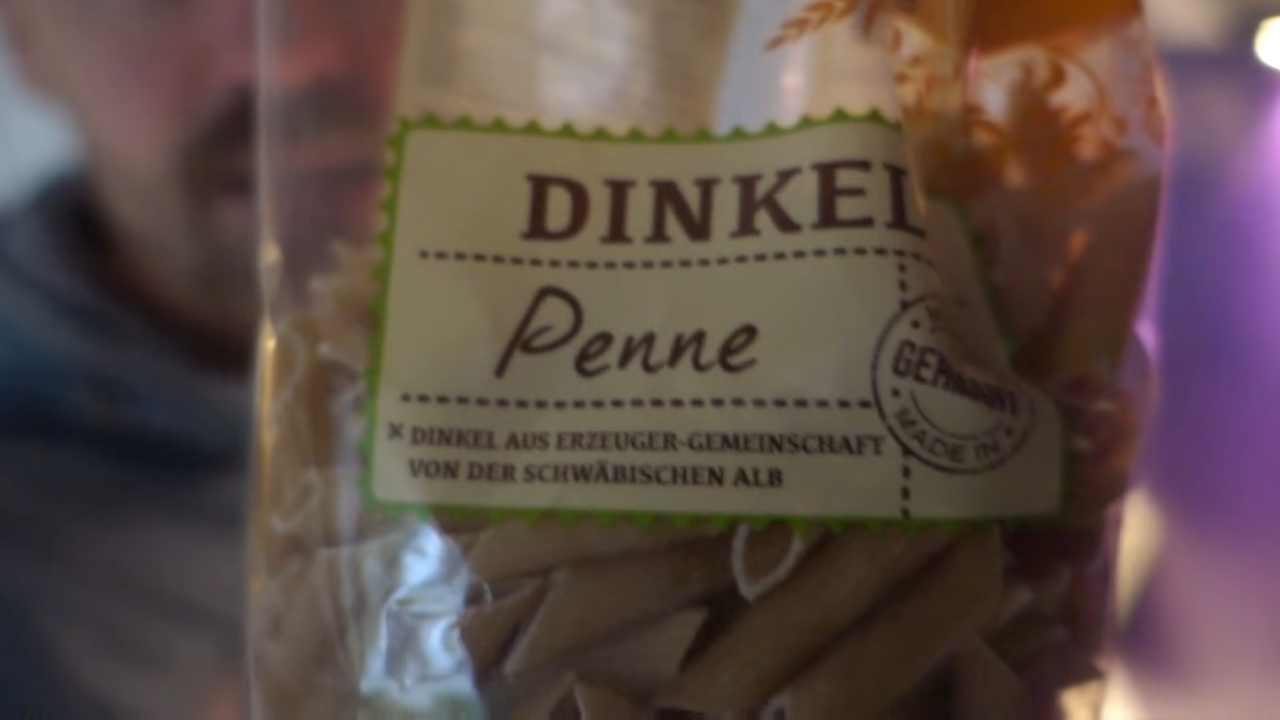 DINKEL
Penne
* DINKEL AUS ERZEUGER-GEMEINSCHAFT
VON DER SCHWÄBISCHEN ALB
GERMANY
MADE IN